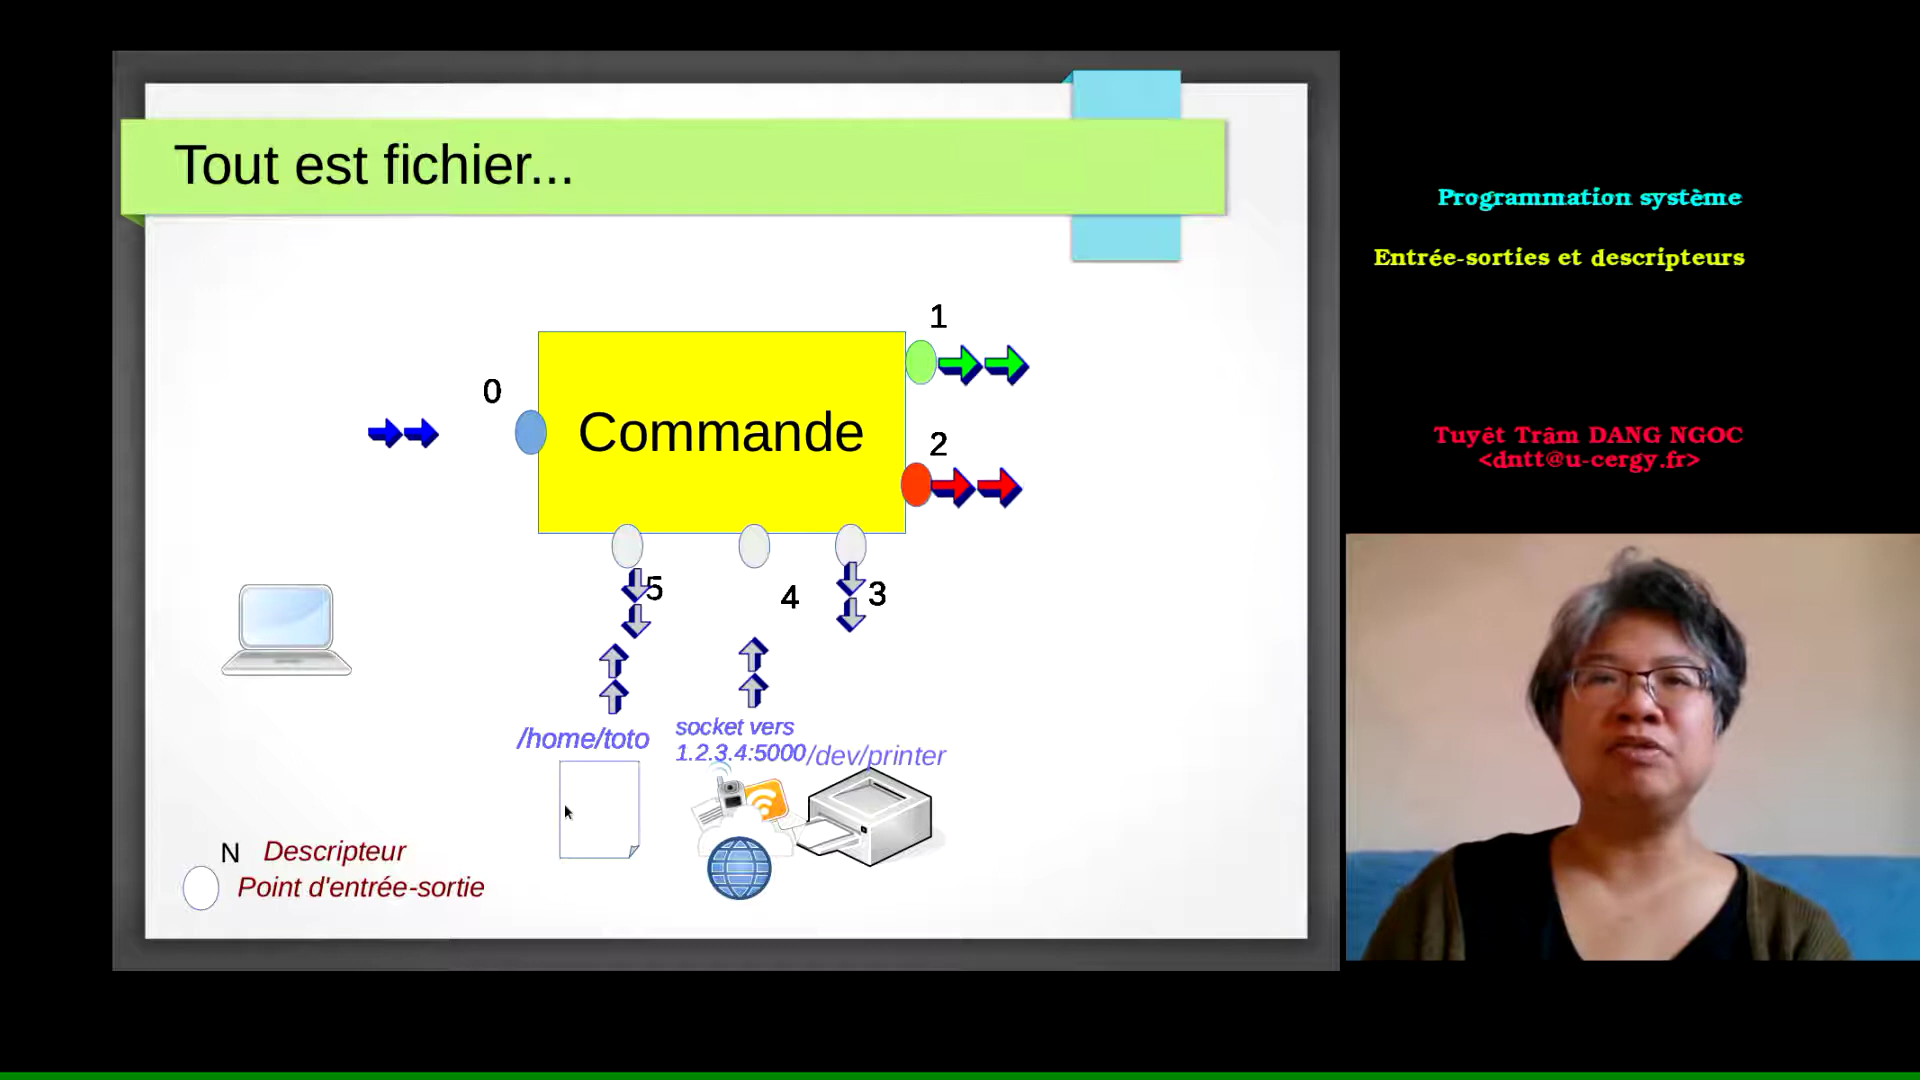 Tout est fichier...
Programmation système
Entrée-sorties et descripteurs
1
0
Commande
2
Tuyêt Trâm DANG NGOC
<dntt@u-cergy.fr>
5
4
3
/home/toto
socket vers
1.2.3.4:5000
/dev/printer
N Descripteur
Point d'entrée-sortie